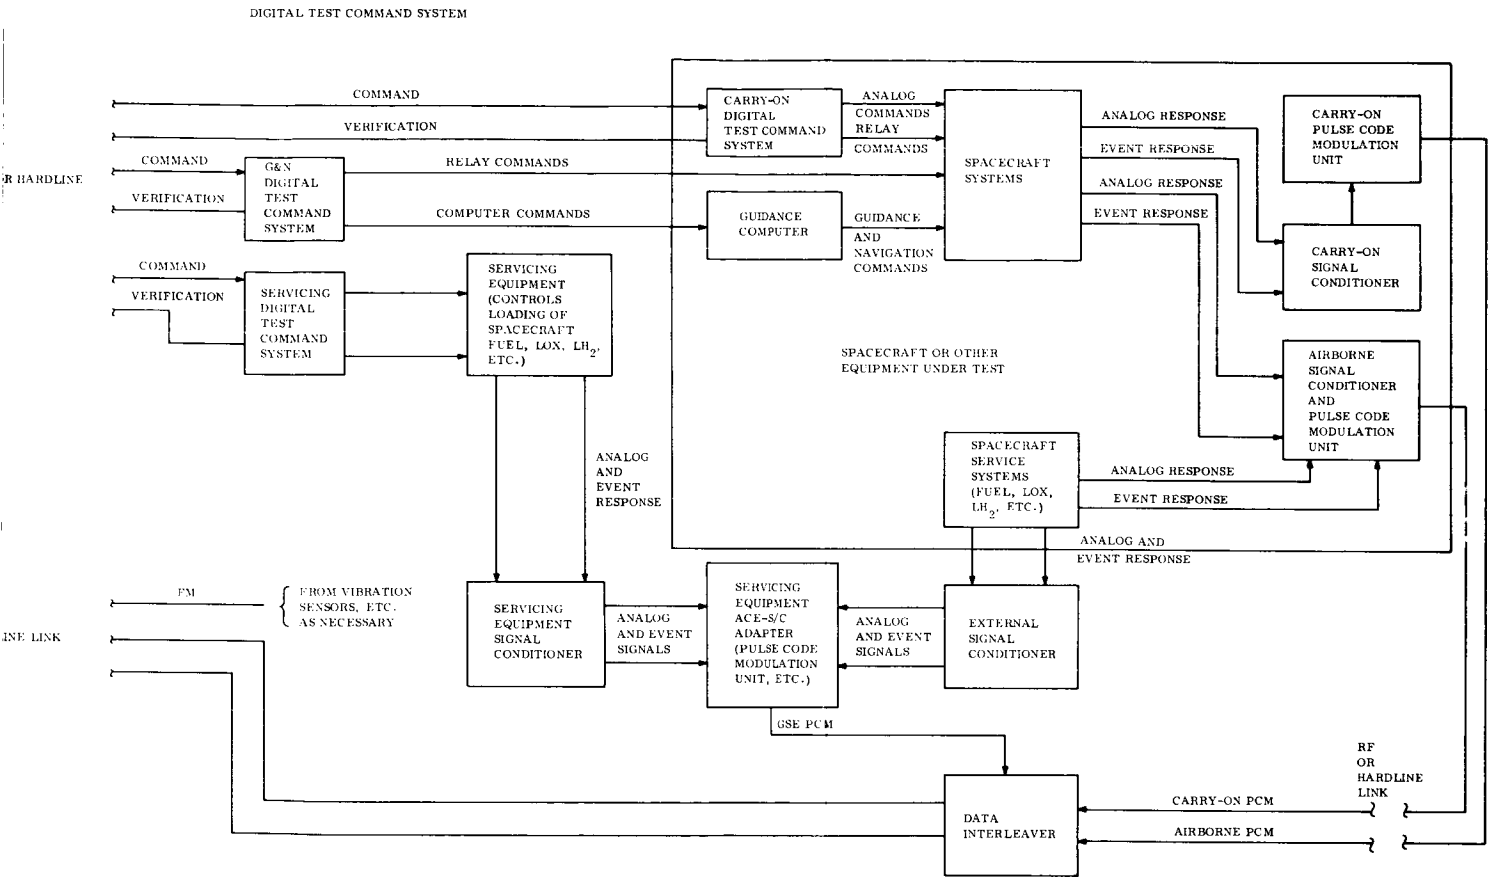 DIGITAL TEST COMMAND SYSTEM
COMMAND
VERIFICATION
COMMAND
VERIFICATION
R HARDLINE
G&N
DIGITAL
TEST
COMMAND
SYSTEM
RELAY COMMANDS
COMPUTER COMMANDS
CARRY-ON
DIGITAL
TEST COMMAND
SYSTEM
ANALOG
COMMANDS
RELAY
COMMANDS
GUIDANCE
COMPUTER
GUIDANCE
AND
NAVIGATION
COMMANDS
SPACECRAFT
SYSTEMS
ANALOG RESPONSE
EVENT RESPONSE
ANALOG RESPONSE
EVENT RESPONSE
CARRY-ON
PULSE CODE
MODULATION
UNIT
CARRY-ON
SIGNAL
CONDITIONER
COMMAND
VERIFICATION
SERVICING
DIGITAL
TEST
COMMAND
SYSTEM
SERVICING
EQUIPMENT
(CONTROLS
LOADING OF
SPACECRAFT
FUEL, LOX, LH2,
ETC.)
SPACECRAFT OR OTHER
EQUIPMENT UNDER TEST
AIRBORNE
SIGNAL
CONDITIONER
AND
PULSE CODE
MODULATION
UNIT
ANALOG
AND
EVENT
RESPONSE
SPACECRAFT
SERVICE
SYSTEMS
(FUEL, LOX,
LH2, ETC.)
ANALOG RESPONSE
EVENT RESPONSE
ANALOG AND
EVENT RESPONSE
FM
FROM VIBRATION
SENSORS, ETC.
AS NECESSARY
INE LINK
SERVICING
EQUIPMENT
SIGNAL
CONDITIONER
ANALOG
AND EVENT
SIGNALS
SERVICING
EQUIPMENT
ACE-S/C
ADAPTER
(PULSE CODE
MODULATION
UNIT, ETC.)
ANALOG
AND EVENT
SIGNALS
EXTERNAL
SIGNAL
CONDITIONER
GSE PCM
DATA
INTERLEAVER
CARRY-ON PCM
AIRBORNE PCM
RF
OR
HARDLINE
LINK